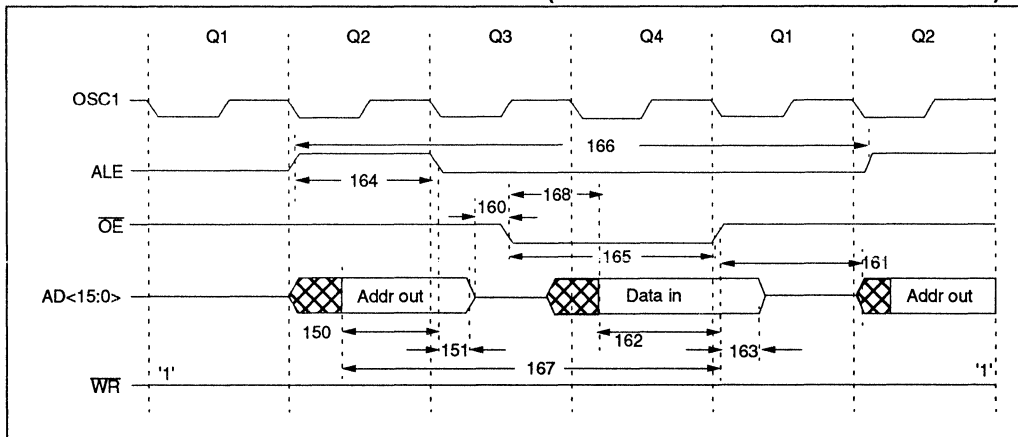 Q1 Q2 Q3 Q4 Q1 Q2
OSC1
166
ALE
164
168
160
OE
165
161
AD<15:0> Addr out Data in Addr out
150
151
162
163
167
'1' '1'
WR